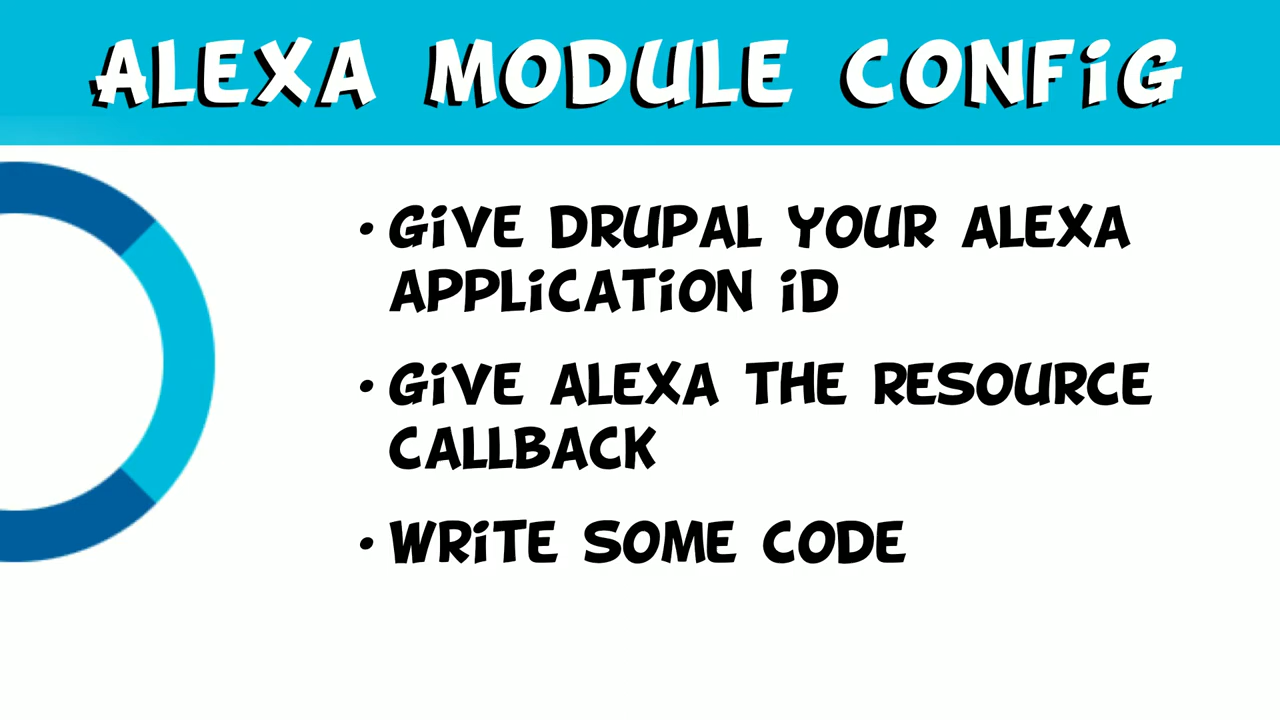 ALEXA MODULE CONFIG
• GIVE DRUPAL YOUR ALEXA
APPLICATION ID
• GIVE ALEXA THE RESOURCE
CALLBACK
• WRITE SOME CODE